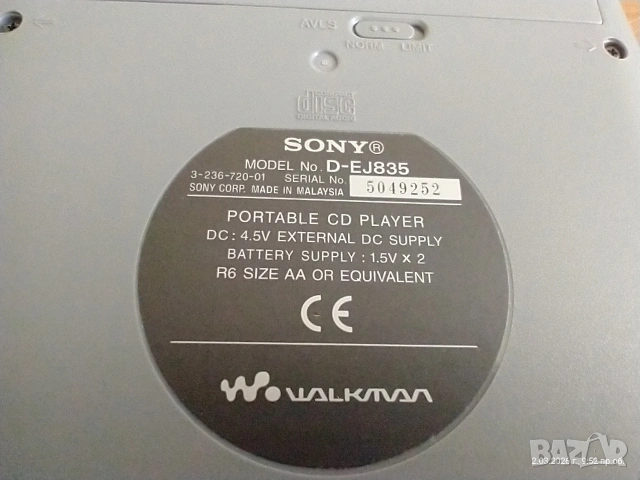 AVLS
NORM LIMIT
COMPACT
disc
DIGITAL AUDIO
SONY®
MODEL No. D-EJ835
3-236-720-01 SERIAL No. 5049252
SONY CORP. MADE IN MALAYSIA
PORTABLE CD PLAYER
DC : 4.5V EXTERNAL DC SUPPLY
BATTERY SUPPLY : 1.5V × 2
R6 SIZE AA OR EQUIVALENT
CE
W. WALKMAN
BAZAR